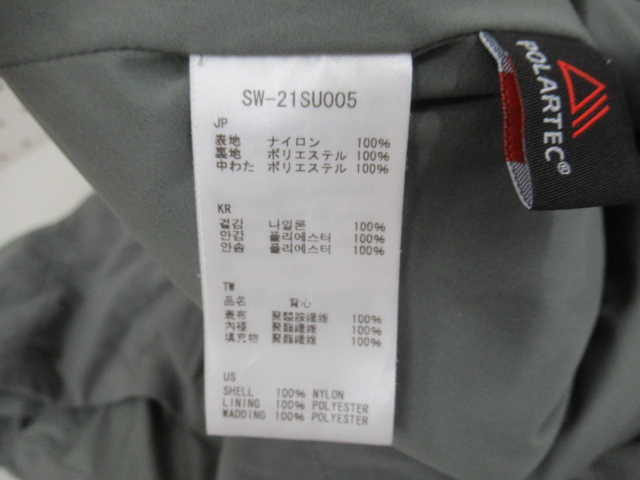 SW-21SU005
JP
表地 ナイロン 100%
裏地 ポリエステル 100%
中わた ポリエステル 100%
KR
겉감 나일론 100%
안감 폴리에스터 100%
안솜 폴리에스터 100%
TW
品名 背心
表布 聚醯胺纖維 100%
內裡 聚酯纖維 100%
填充物 聚酯纖維 100%
US
SHELL 100% NYLON
LINING 100% POLYESTER
WADDING 100% POLYESTER
POLARTEC®